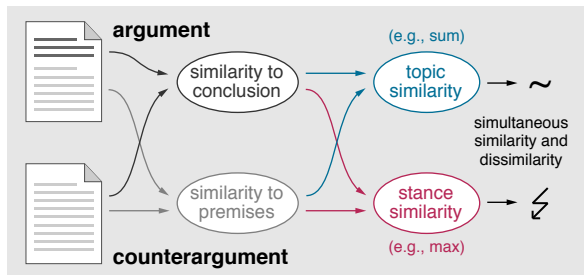 argument
(e.g., sum)
similarity to
conclusion
topic
similarity
~
simultaneous
similarity and
dissimilarity
similarity to
premises
stance
similarity
counterargument
(e.g., max)